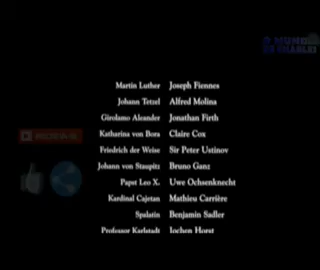 Martin Luther Joseph Fiennes
Johann Tetzel Alfred Molina
Girolamo Aleander Jonathan Firth
Katharina von Bora Claire Cox
Friedrich der Weise Sir Peter Ustinov
Johann von Staupitz Bruno Ganz
Papst Leo X. Uwe Ochsenknecht
Kardinal Cajetan Mathieu Carrière
Spalatin Benjamin Sadler
Professor Karlstadt Jochen Horst